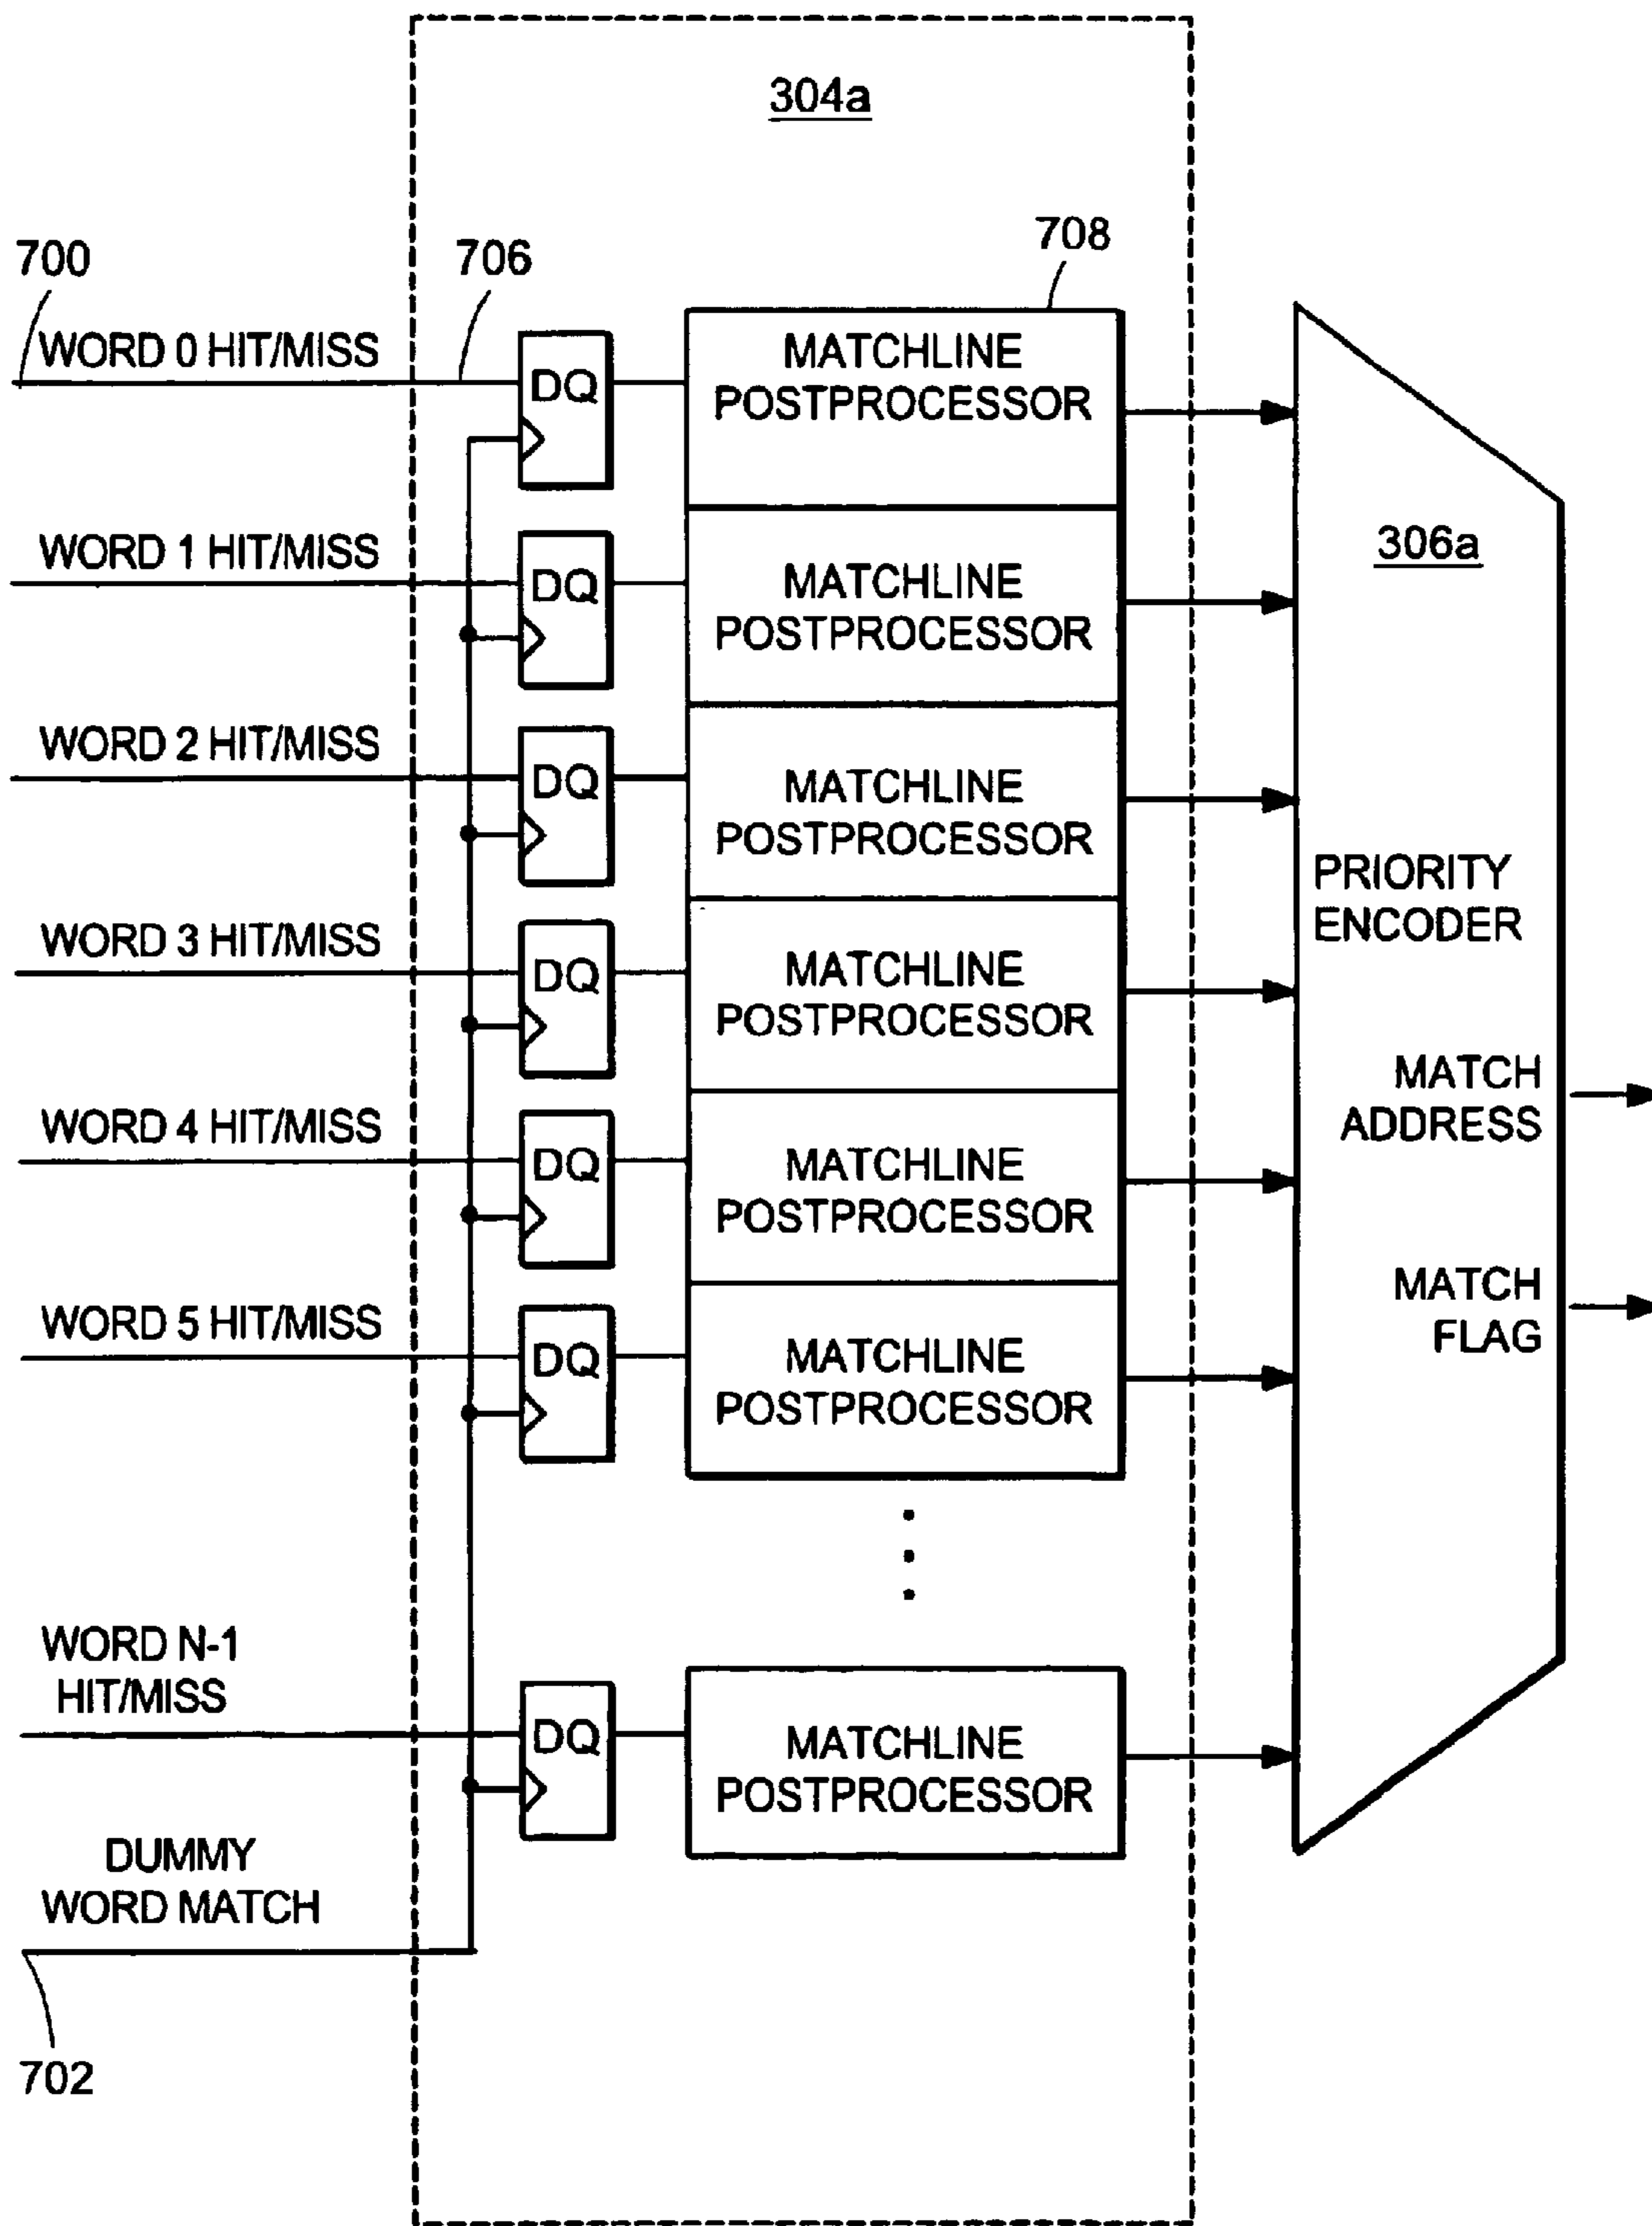 304a
708
700
706
WORD 0 HIT/MISS
DQ
MATCHLINE
POSTPROCESSOR
WORD 1 HIT/MISS
DQ
MATCHLINE
POSTPROCESSOR
306a
WORD 2 HIT/MISS
DQ
MATCHLINE
POSTPROCESSOR
PRIORITY
ENCODER
WORD 3 HIT/MISS
DQ
MATCHLINE
POSTPROCESSOR
MATCH
ADDRESS
WORD 4 HIT/MISS
DQ
MATCHLINE
POSTPROCESSOR
MATCH
FLAG
WORD 5 HIT/MISS
DQ
MATCHLINE
POSTPROCESSOR
WORD N-1
HIT/MISS
DQ
MATCHLINE
POSTPROCESSOR
DUMMY
WORD MATCH
702